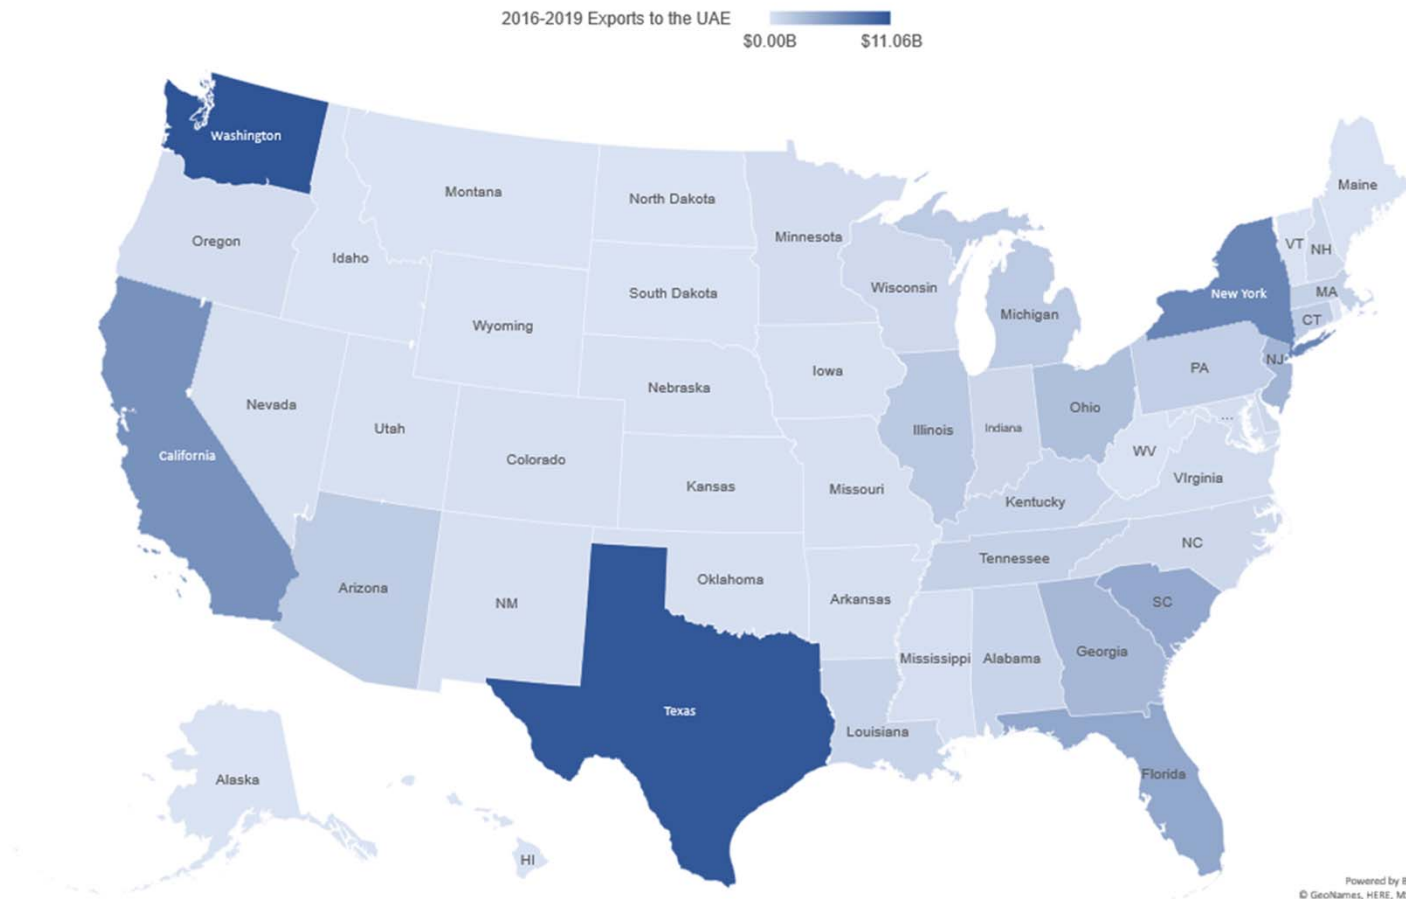 2016-2019 Exports to the UAE
$0.00B $11.06B
Washington
Montana
North Dakota
Minnesota
Maine
Oregon
Idaho
VT
NH
South Dakota
Wisconsin
New York
MA
Wyoming
Michigan
CT
Iowa
PA
NJ
Nebraska
Nevada
Ohio
...
Utah
Illinois
Indiana
California
Colorado
WV
Kansas
Missouri
VIrginia
Kentucky
NC
Tennessee
Arizona
Oklahoma
NM
Arkansas
SC
Mississippi
Alabama
Georgia
Texas
Louisiana
Florida
Alaska
HI
Powered by
© GeoNames, HERE,